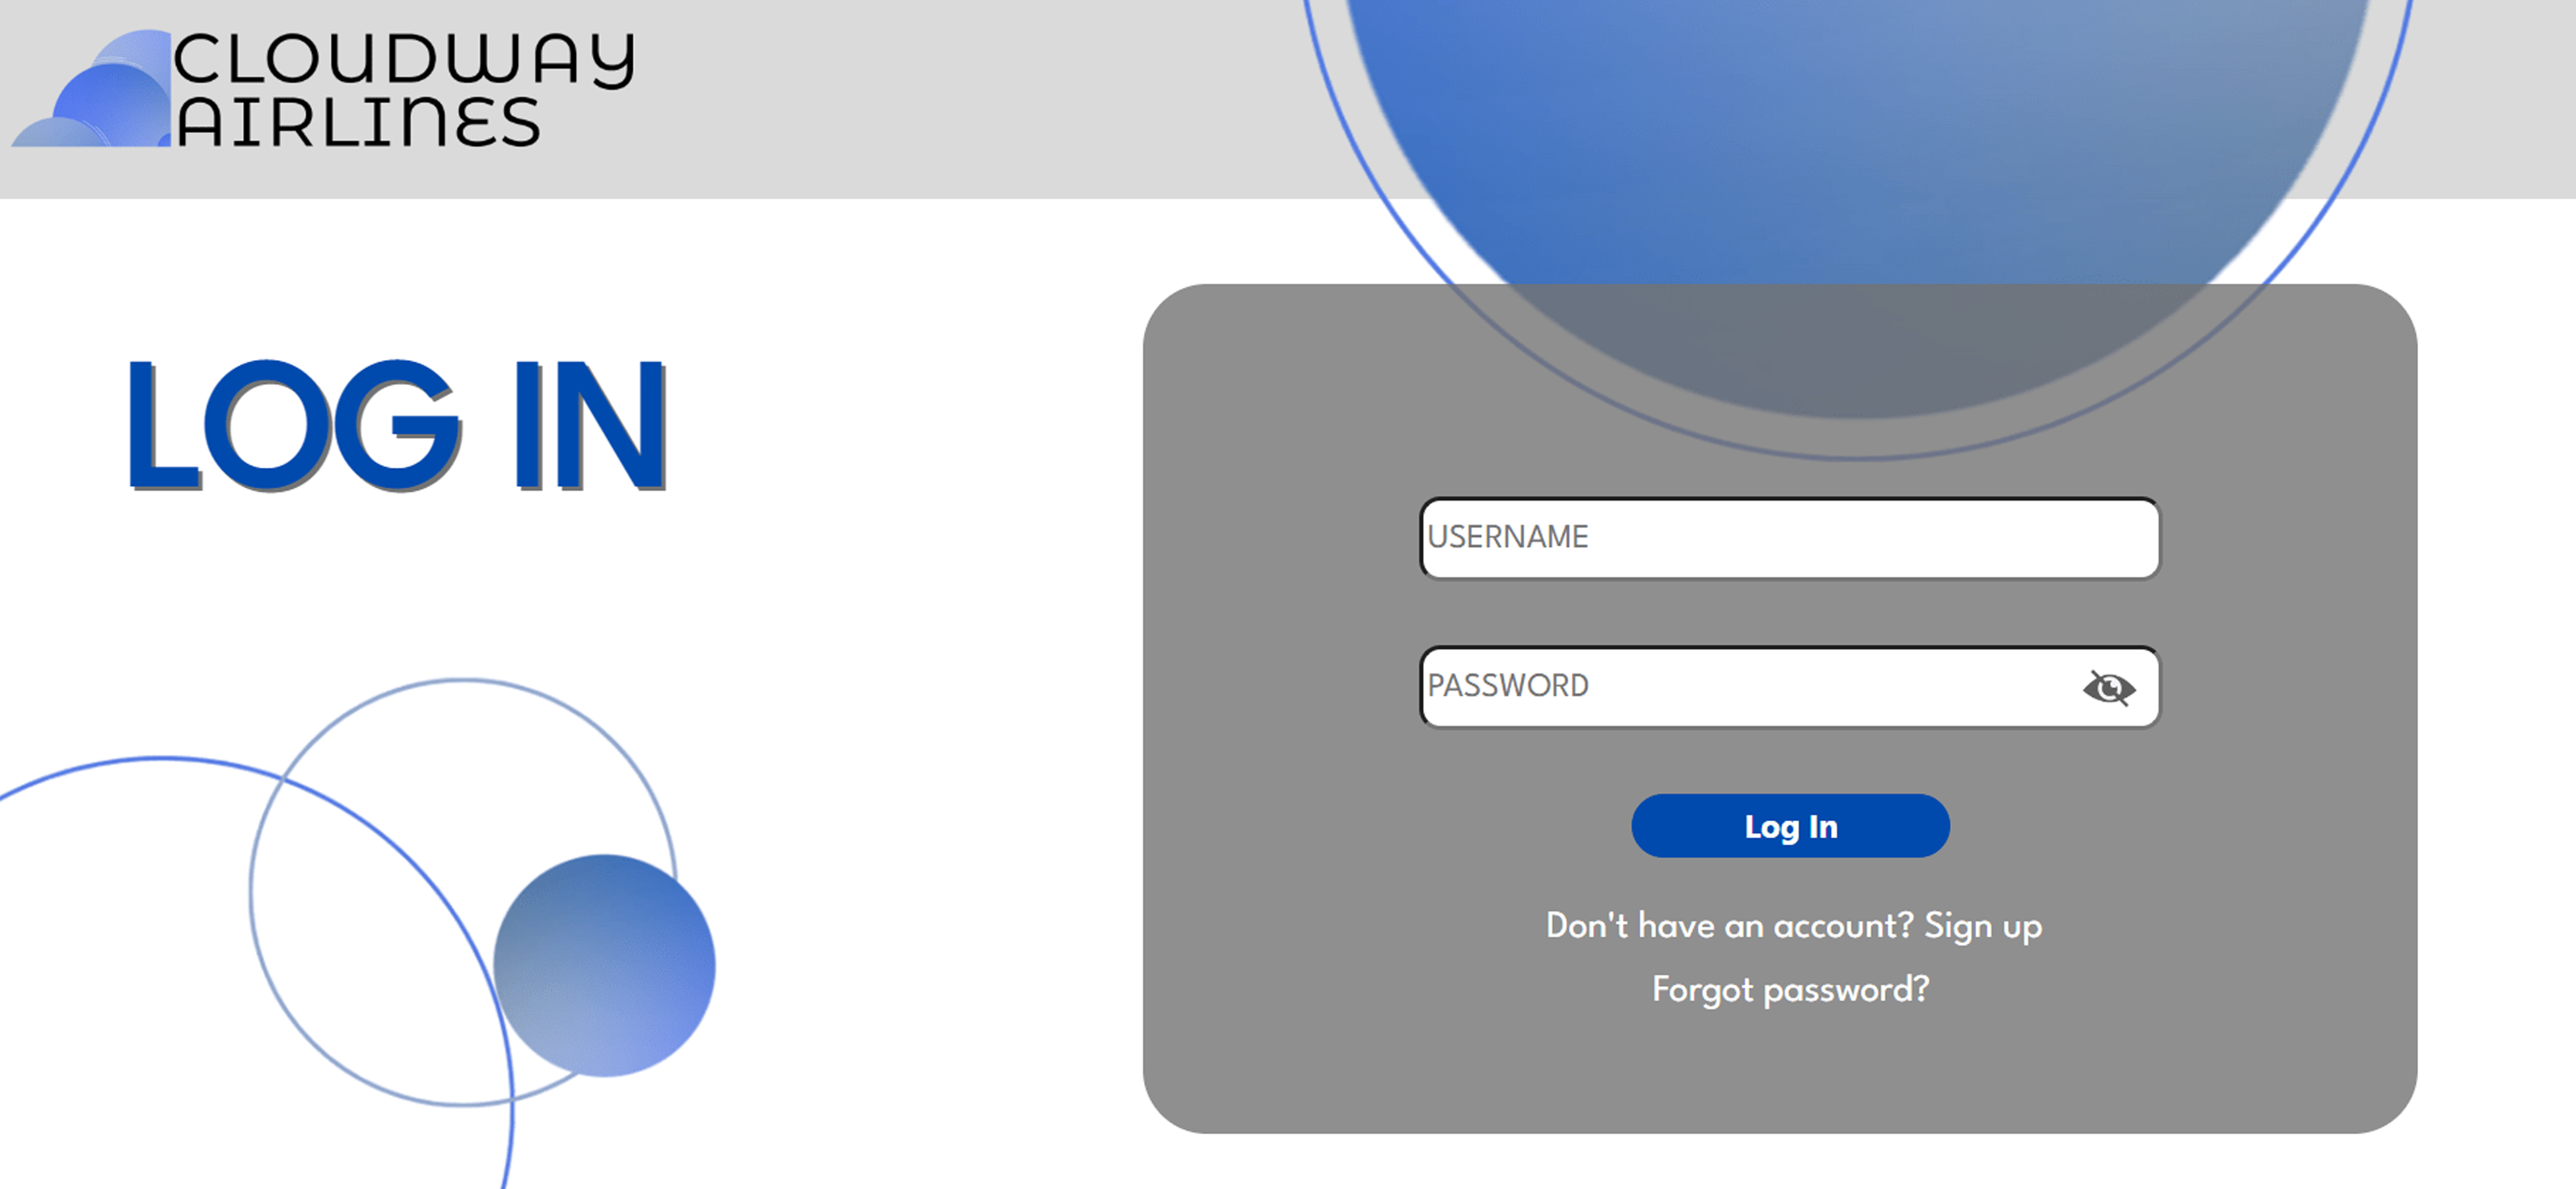 CLOUDWAY
AIRLINES
LOG IN
USERNAME
PASSWORD
Log In
Don't have an account? Sign up
Forgot password?